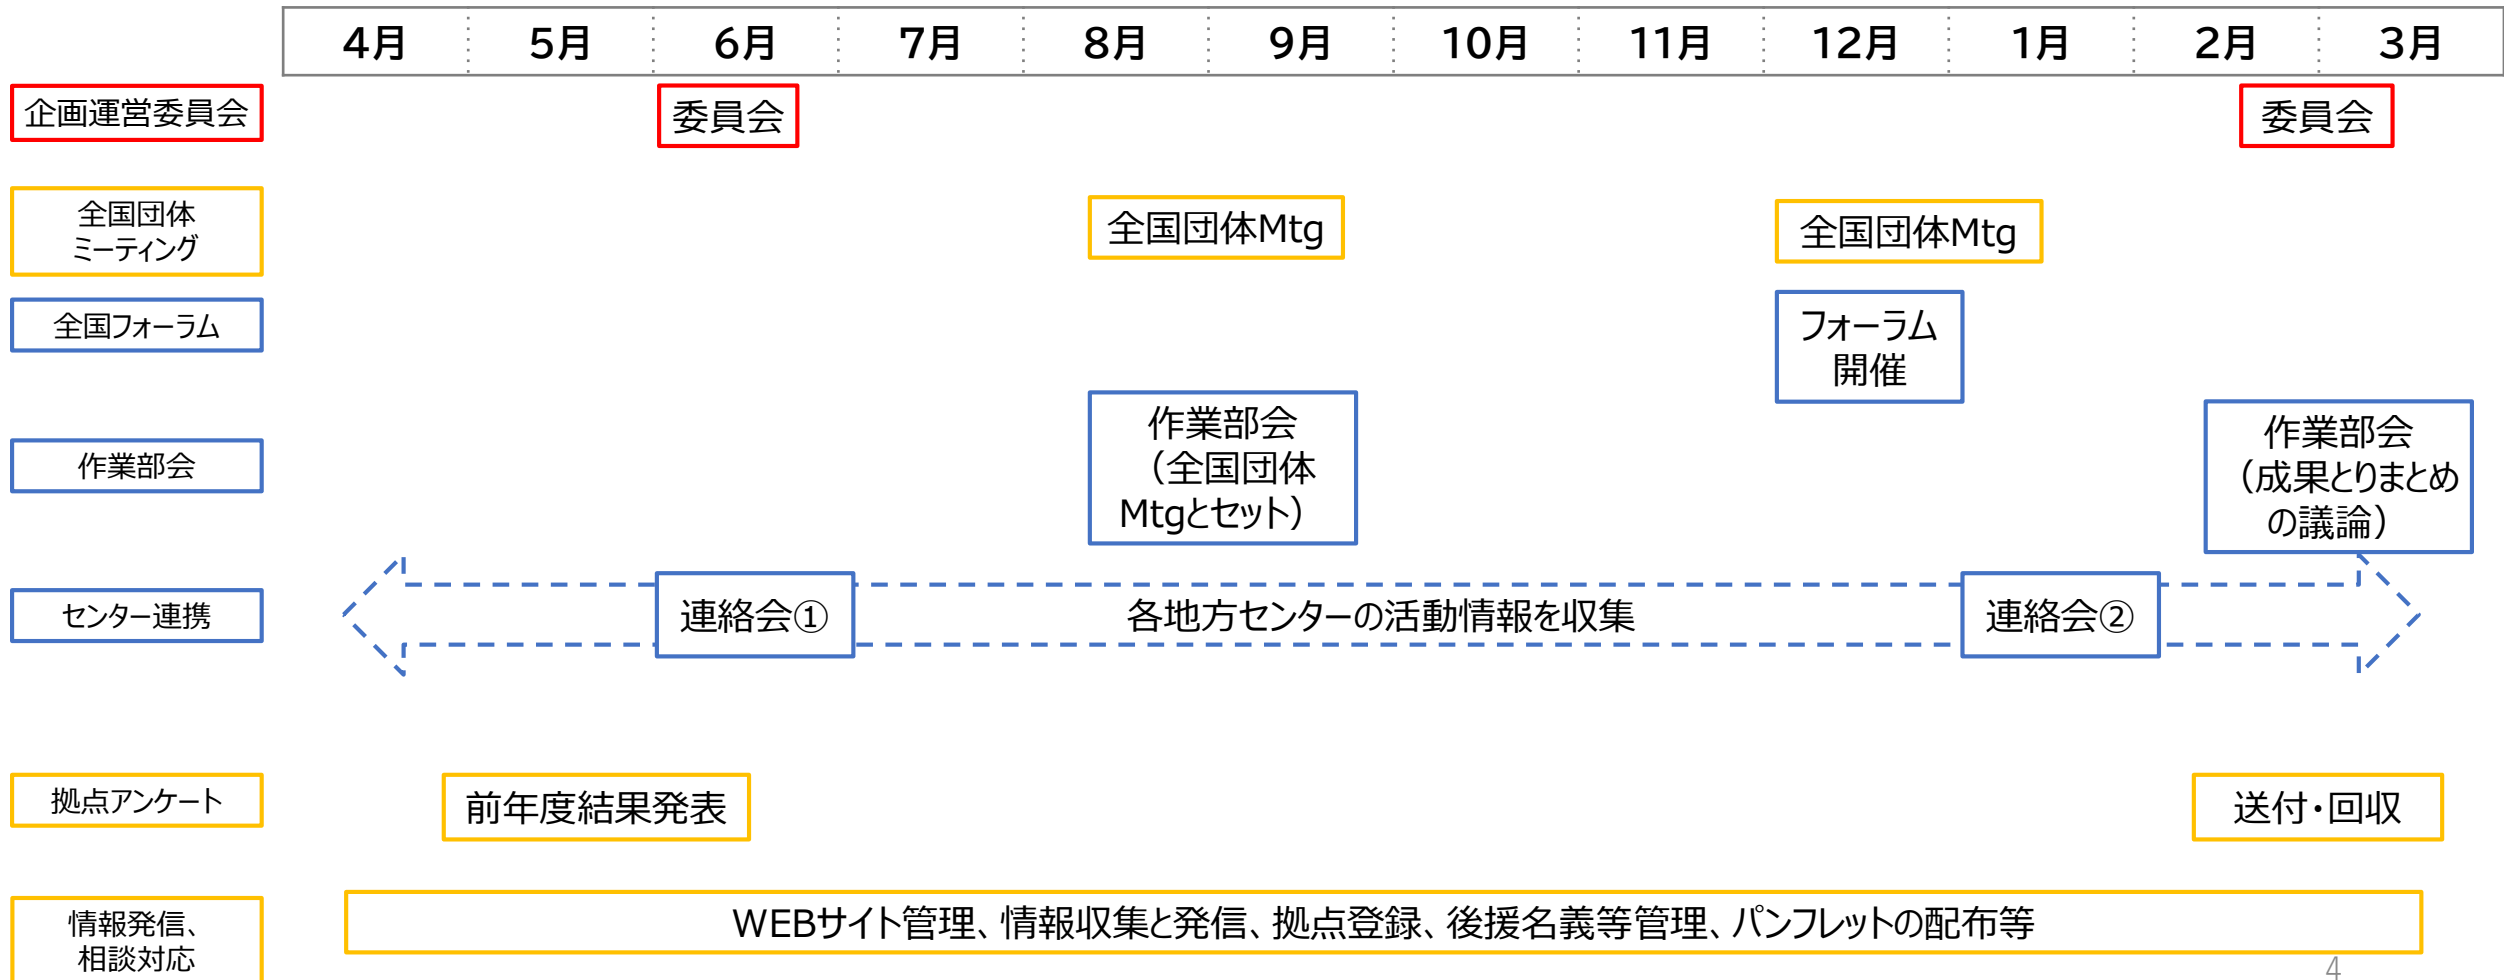 4月 5月 6月 7月 8月 9月 10月 11月 12月 1月 2月 3月
企画運営委員会
委員会
委員会
全国団体
ミーティング
全国団体Mtg
全国団体Mtg
全国フォーラム
フォーラム
開催
作業部会
作業部会
（全国団体
Mtgとセット）
作業部会
（成果とりまとめ
の議論）
センター連携
連絡会①
各地方センターの活動情報を収集
連絡会②
拠点アンケート
前年度結果発表
送付・回収
情報発信、
相談対応
WEBサイト管理、情報収集と発信、拠点登録、後援名義等管理、パンフレットの配布等
4